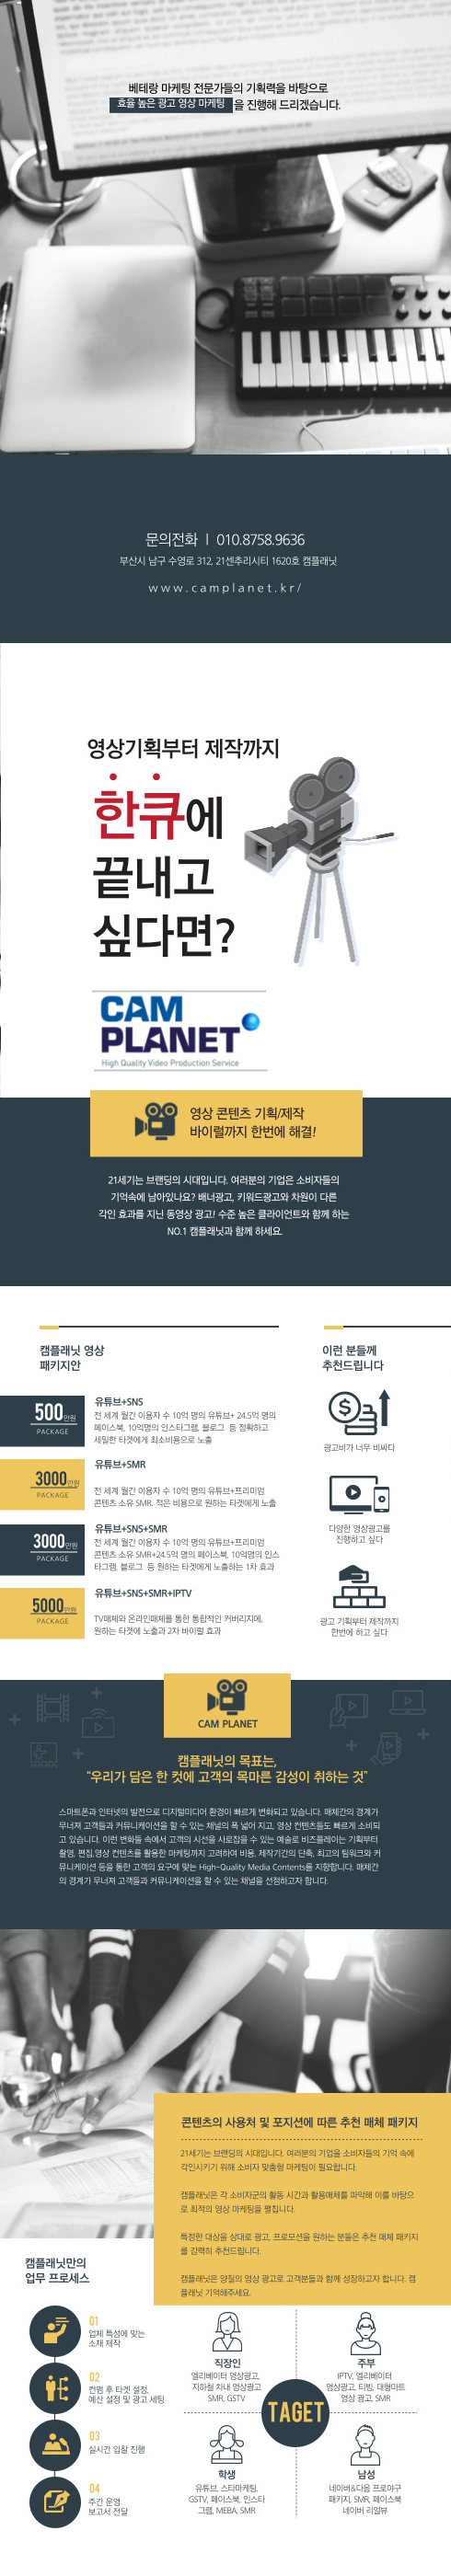 베테랑 마케팅 전문가들의 기획력을 바탕으로
효율 높은 광고 영상 마케팅 을 진행해 드리겠습니다.
문의전화 | 010.8758.9636
부산시 남구 수영로 312, 21센추리시티 1620호 캠플래닛
www.camplanet.kr/
영상기획부터 제작까지
한큐에
끝내고
싶다면?
CAM
PLANET
High Quality Video Production Service
영상 콘텐츠 기획/제작
바이럴까지 한번에 해결!
21세기는 브랜딩의 시대입니다. 여러분의 기업은 소비자들의
기억속에 남아있나요? 배너광고, 키워드광고와 차원이 다른
각인 효과를 지닌 동영상 광고! 수준 높은 클라이언트와 함께 하는
NO.1 캠플래닛과 함께 하세요.
캠플래닛 영상
패키지안
500만원
PACKAGE
유튜브+SNS
전 세계 월간 이용자 수 10억 명의 유튜브+ 24.5억 명의
페이스북, 10억명의 인스타그램, 블로그 등 정확하고
세밀한 타겟에게 최소비용으로 노출
3000만원
PACKAGE
유튜브+SMR
전 세계 월간 이용자 수 10억 명의 유튜브+프리미엄
콘텐츠 소유 SMR. 적은 비용으로 원하는 타겟에게 노출
3000만원
PACKAGE
유튜브+SNS+SMR
전 세계 월간 이용자 수 10억 명의 유튜브+프리미엄
콘텐츠 소유 SMR+24.5억 명의 페이스북, 10억명의 인스
타그램, 블로그 등 원하는 타겟에게 노출하는 1차 효과
5000만원
PACKAGE
유튜브+SNS+SMR+IPTV
TV매체와 온라인매체를 통한 통합적인 커버리지에,
원하는 타겟에 노출과 2차 바이럴 효과
이런 분들께
추천드립니다
광고비가 너무 비싸다
다양한 영상광고를
진행하고 싶다
광고 기획부터 제작까지
한번에 하고 싶다
CAM PLANET
캠플래닛의 목표는,
"우리가 담은 한 컷에 고객의 목마른 감성이 취하는 것"
스마트폰과 인터넷의 발전으로 디지털미디어 환경이 빠르게 변화되고 있습니다. 매체간의 경계가
무너져 고객들과 커뮤니케이션을 할 수 있는 채널의 폭 넓어 지고, 영상 컨텐츠들도 빠르게 소비되
고 있습니다. 이런 변화들 속에서 고객의 시선을 사로잡을 수 있는 예술로 비즈플레이는 기획부터
촬영, 편집,영상 컨텐츠를 활용한 마케팅까지 고려하여 비용, 제작기간의 단축, 최고의 팀워크와 커
뮤니케이션 등을 통한 고객의 요구에 맞는 High-Quality Media Contents를 지향합니다. 매체간
의 경계가 무너져 고객들과 커뮤니케이션을 할 수 있는 채널을 선점하고자 합니다.
콘텐츠의 사용처 및 포지션에 따른 추천 매체 패키지
21세기는 브랜딩의 시대입니다. 여러분의 기업을 소비자들의 기억 속에
각인시키기 위해 소비자 맞춤형 마케팅이 필요합니다.
캠플래닛은 각 소비자군의 활동 시간과 활용매체를 파악해 이를 바탕으
로 최적의 영상 마케팅을 펼칩니다.
특정한 대상을 상대로 광고, 프로모션을 원하는 분들은 추천 매체 패키지
를 강력히 추천드립니다.
캠플래닛은 양질의 영상 광고로 고객분들과 함께 성장하고자 합니다. 캠
플래닛 기억해주세요.
캠플래닛만의
업무 프로세스
01
업체 특성에 맞는
소재 제작
02
컨펌 후 타겟 설정,
예산 설정 및 광고 세팅
03
실시간 입찰 진행
04
주간 운영
보고서 전달
직장인
엘리베이터 영상광고,
지하철 차내 영상광고
SMR, GSTV
주부
IPTV, 엘리베이터
영상광고, 티빙, 대형마트
영상 광고, SMR
TAGET
학생
유튜브, 스타마케팅,
GSTV, 페이스북, 인스타
그램, MEBA, SMR
남성
네이버&다음 프로야구
패키지, SMR, 페이스북
네이버 리얼뷰